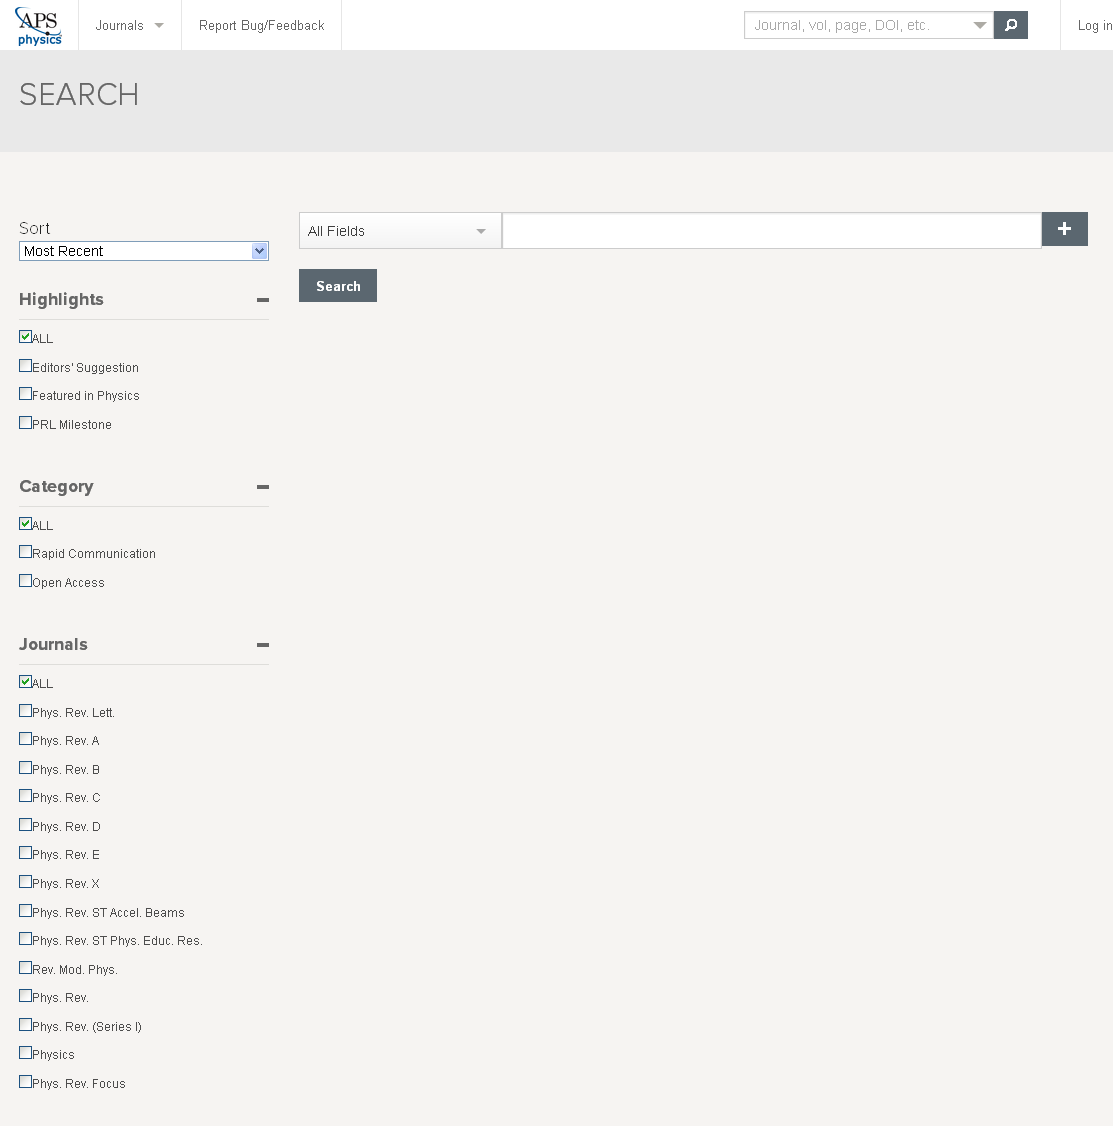 APS
physics
Journals
Report Bug/Feedback
Journal, vol, page, DOI, etc.
Log in
SEARCH
Sort
Most Recent
All Fields
Search
Highlights
ALL
Editors' Suggestion
Featured in Physics
PRL Milestone
Category
ALL
Rapid Communication
Open Access
Journals
ALL
Phys. Rev. Lett.
Phys. Rev. A
Phys. Rev. B
Phys. Rev. C
Phys. Rev. D
Phys. Rev. E
Phys. Rev. X
Phys. Rev. ST Accel. Beams
Phys. Rev. ST Phys. Educ. Res.
Rev. Mod. Phys.
Phys. Rev.
Phys. Rev. (Series I)
Physics
Phys. Rev. Focus